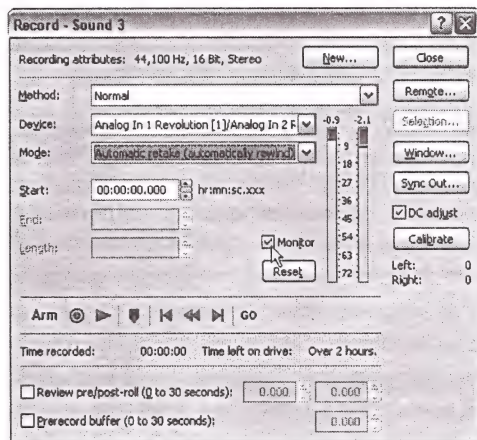 Record - Sound 3
Recording attributes: 44,100 Hz, 16 Bit, Stereo
New...
Close
Method: Normal
Remote...
Device: Analog In 1 Revolution [1]/Analog In 2 R
-0.9 -2.1
Selection...
Mode: Automatic retake (automatically rewind)
Window...
Start: 00:00:00.000 hr:mn:sc.xxx
Sync Out...
End:
DC adjust
Length:
Monitor
Calibrate
Reset
9
18
27
36
45
54
63
72
Left: 0
Right: 0
Arm GO
Time recorded: 00:00:00 Time left on drive: Over 2 hours.
Review pre/post-roll (0 to 30 seconds): 0.000 0.000
Prerecord buffer (0 to 30 seconds): 0.000